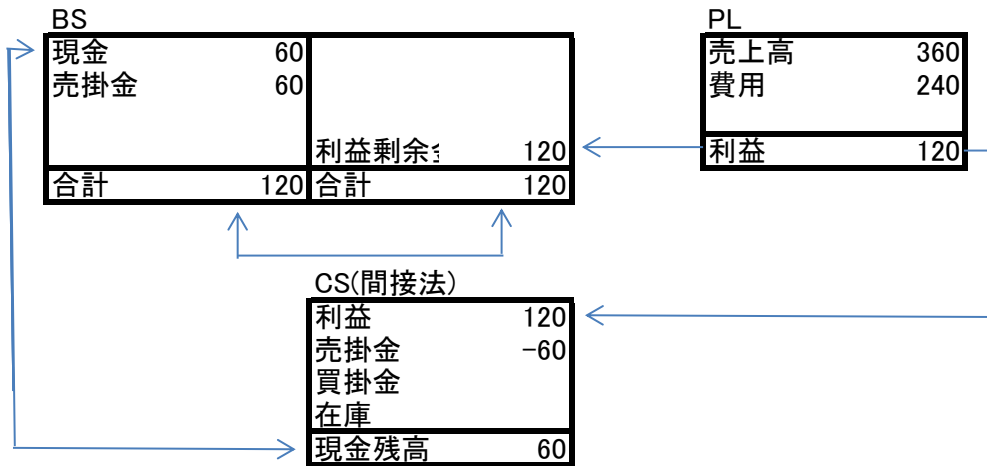 BS
現金 60
売掛金 60
利益剰余 120
合計 120 合計 120
PL
売上高 360
費用 240
利益 120
CS(間接法)
利益 120
売掛金 -60
買掛金
在庫
現金残高 60